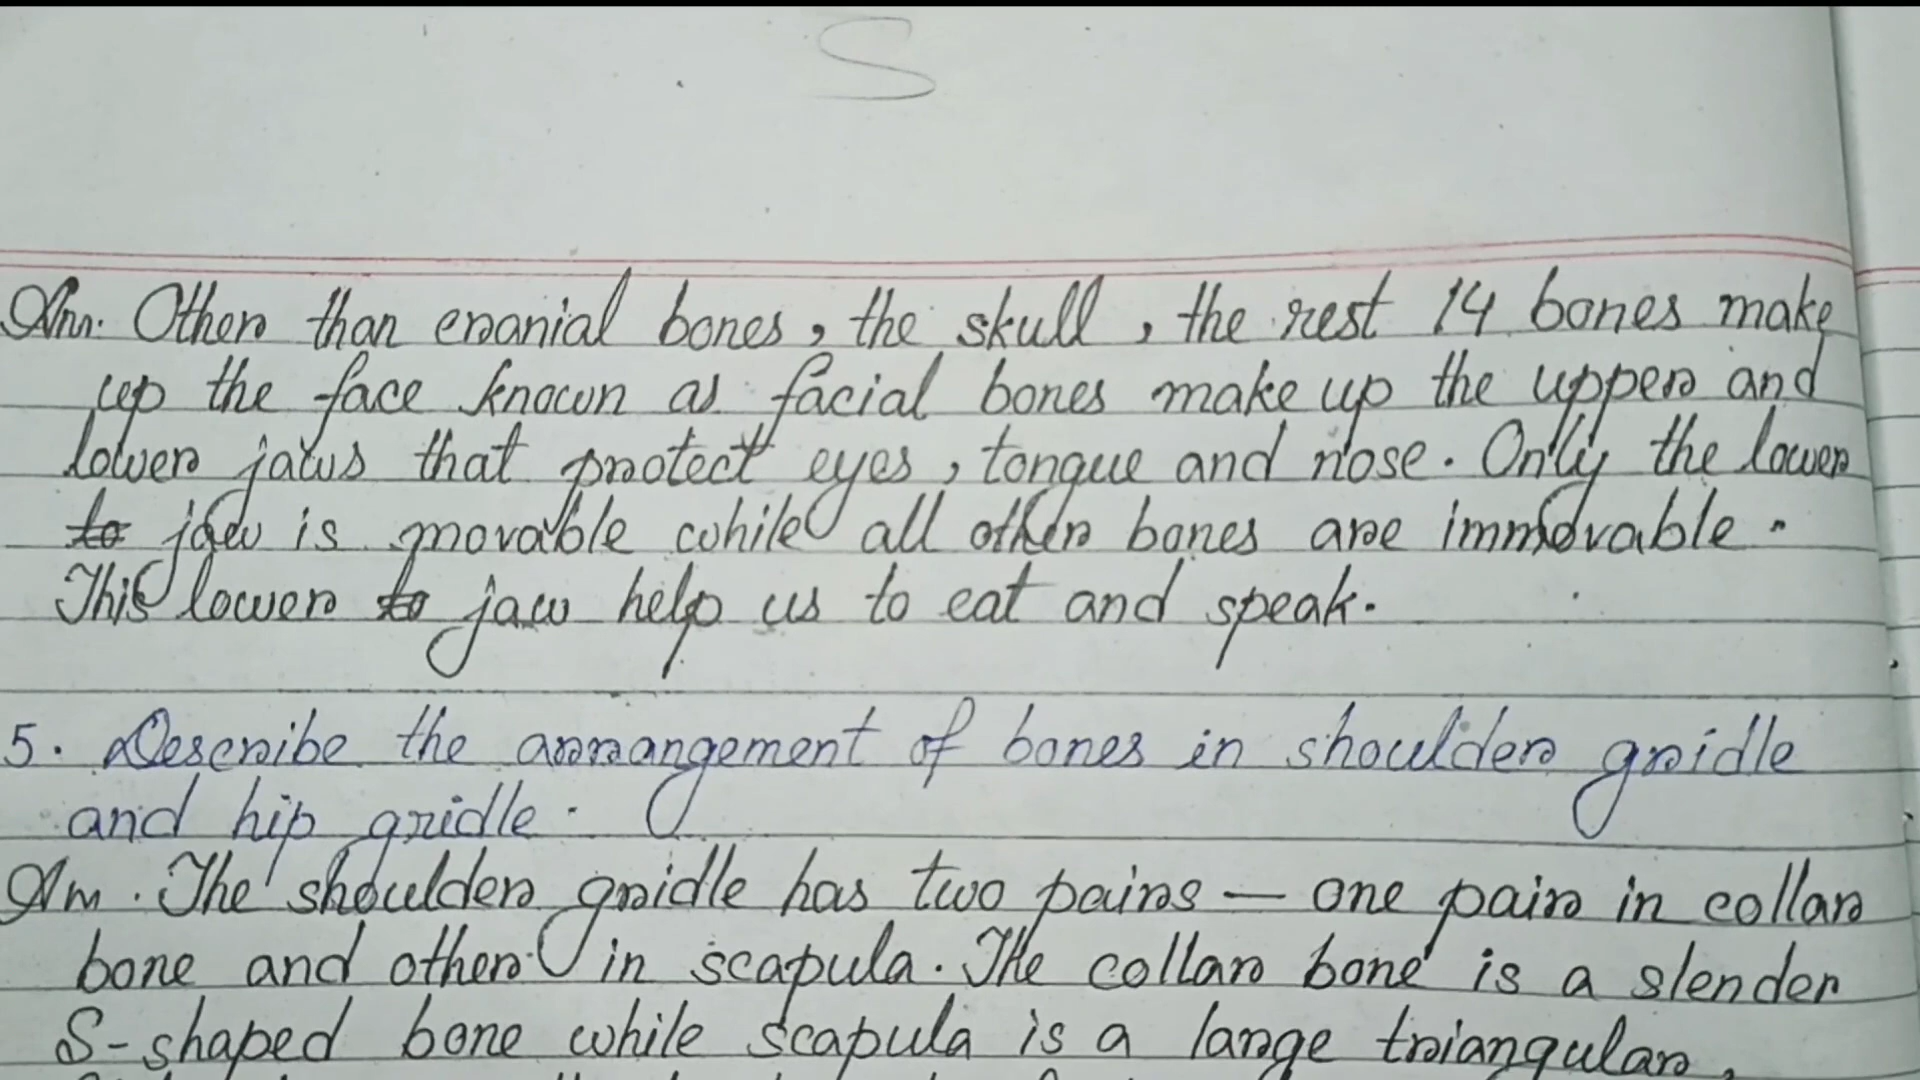 S
Ans. Other than cranial bones, the skull, the rest 14 bones make
up the face known as facial bones make up the upper and
lower jaws that protect eyes, tongue and nose. Only the lower
to jaw is movable while all other bones are immovable.
This lower to jaw help us to eat and speak.
5. Describe the arrangement of bones in shoulder gridle
and hip gridle.
Ans. The shoulder gridle has two pairs — one pair in collar
bone and other in scapula. The collar bone is a slender
S-shaped bone while scapula is a large triangular,